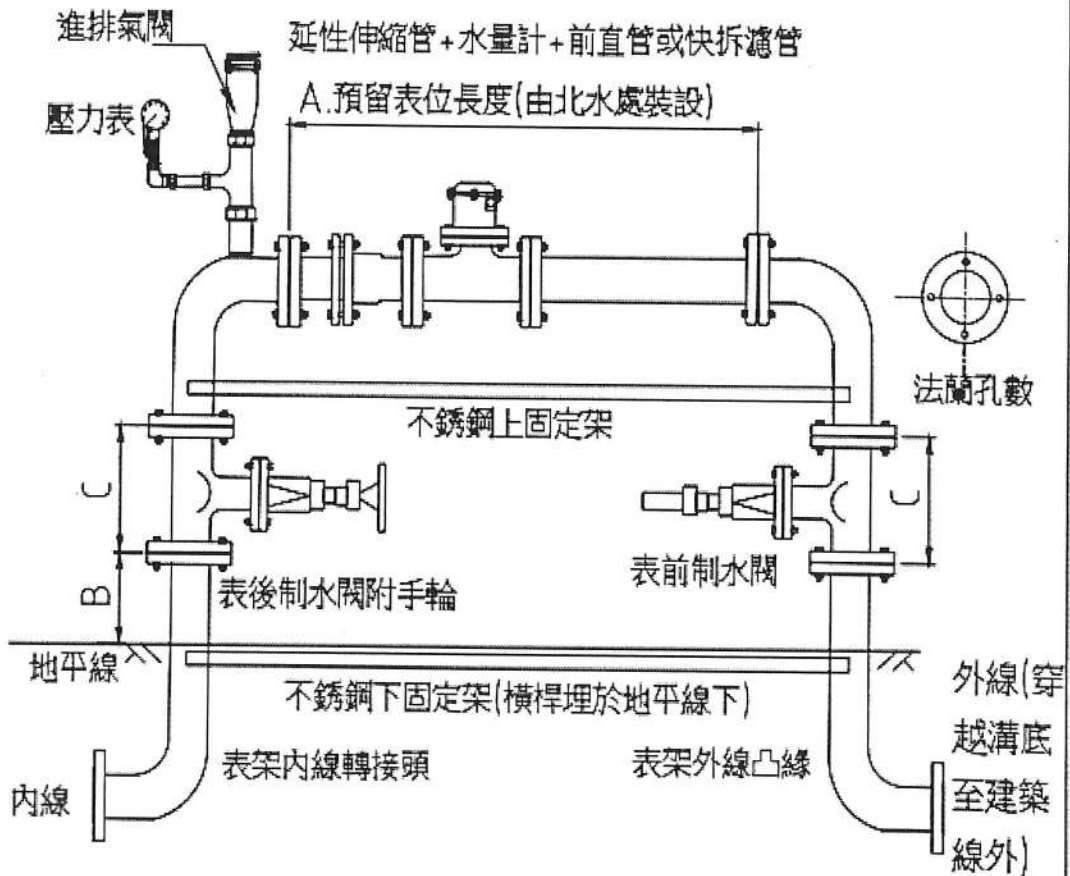 進排氣閥
延性伸縮管+水量計+前直管或快拆濾管
A.預留表位長度(由北水處裝設)
壓力表
法蘭孔數
不銹鋼上固定架
C
C
表前制水閥
表後制水閥附手輪
B
地平線
不銹鋼下固定架(橫桿埋於地平線下)
外線(穿
越溝底
至建築
線外)
表架內線轉接頭
表架外線凸緣
內線